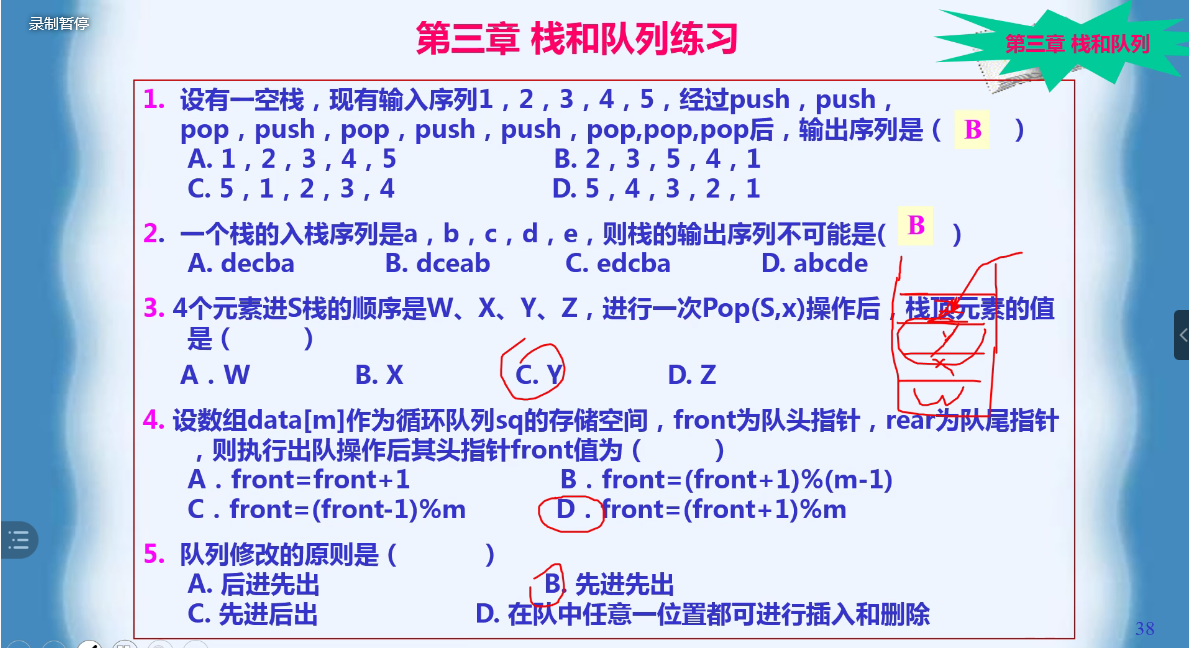 录制暂停
第三章 栈和队列练习
第三章 栈和队列
1. 设有一空栈，现有输入序列1，2，3，4，5，经过push，push，
pop，push，pop，push，push，pop,pop,pop后，输出序列是（ B ）
A. 1，2，3，4，5 B. 2，3，5，4，1
C. 5，1，2，3，4 D. 5，4，3，2，1
2. 一个栈的入栈序列是a，b，c，d，e，则栈的输出序列不可能是( B ）
A. decba B. dceab C. edcba D. abcde
3. 4个元素进S栈的顺序是W、X、Y、Z，进行一次Pop(S,x)操作后，栈顶元素的值
是（ ）
A．W B. X C. Y D. Z
Y
X
W
4. 设数组data[m]作为循环队列sq的存储空间，front为队头指针，rear为队尾指针
，则执行出队操作后其头指针front值为（ ）
A．front=front+1 B．front=(front+1)%(m-1)
C．front=(front-1)%m D．front=(front+1)%m
5. 队列修改的原则是（ ）
A. 后进先出 B. 先进先出
C. 先进后出 D. 在队中任意一位置都可进行插入和删除
38